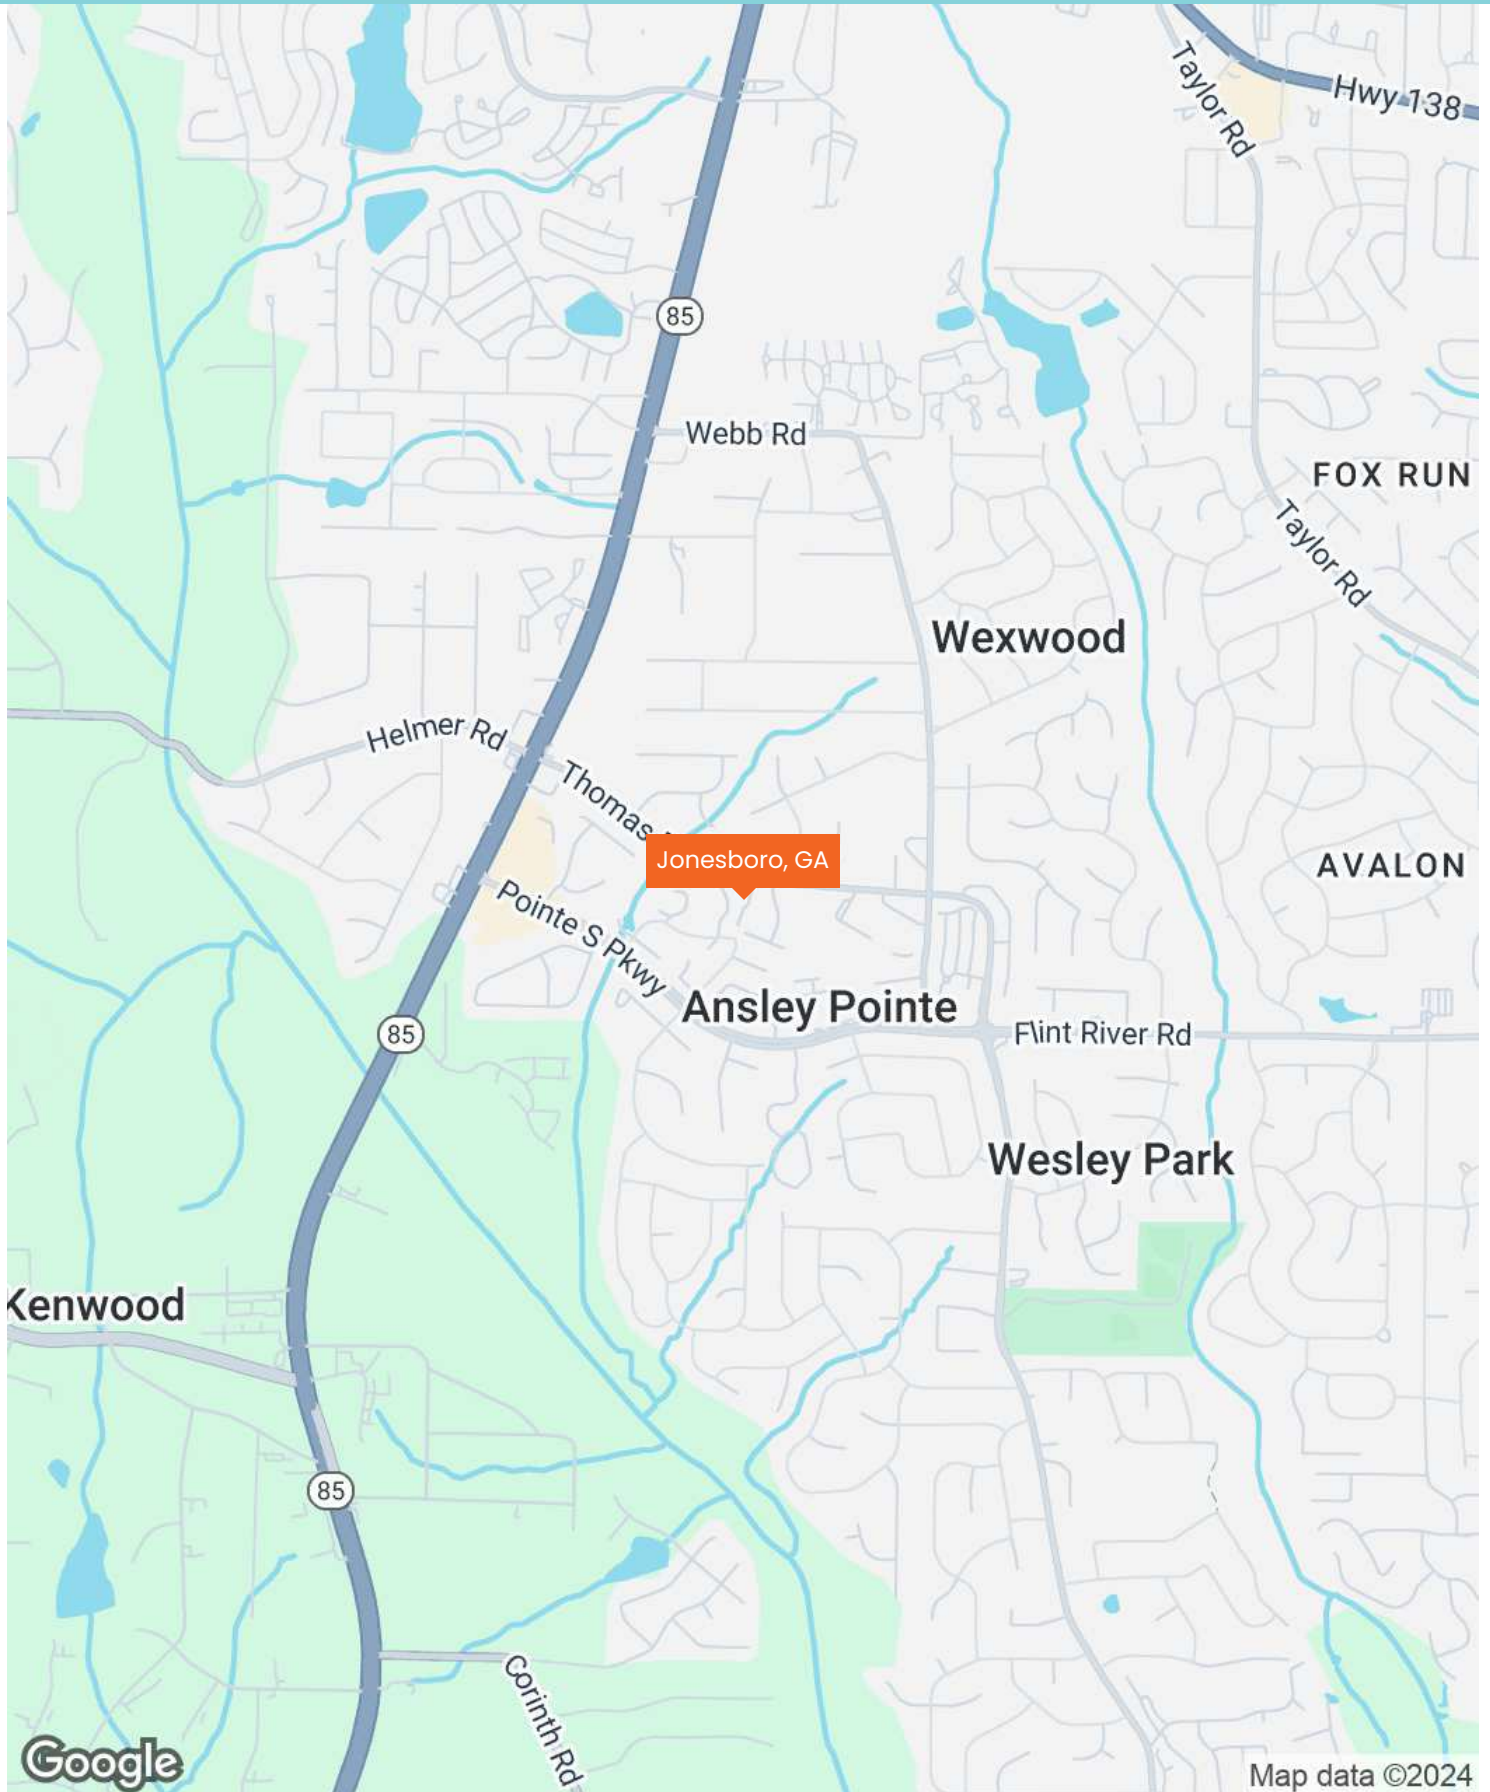 Taylor Rd
Hwy 138
85
Webb Rd
FOX RUN
Taylor Rd
Wexwood
Helmer Rd
Thomas
Jonesboro, GA
AVALON
Pointe S Pkwy
Ansley Pointe
85
Flint River Rd
Wesley Park
Kenwood
85
Corinth Rd
Google
Map data ©2024